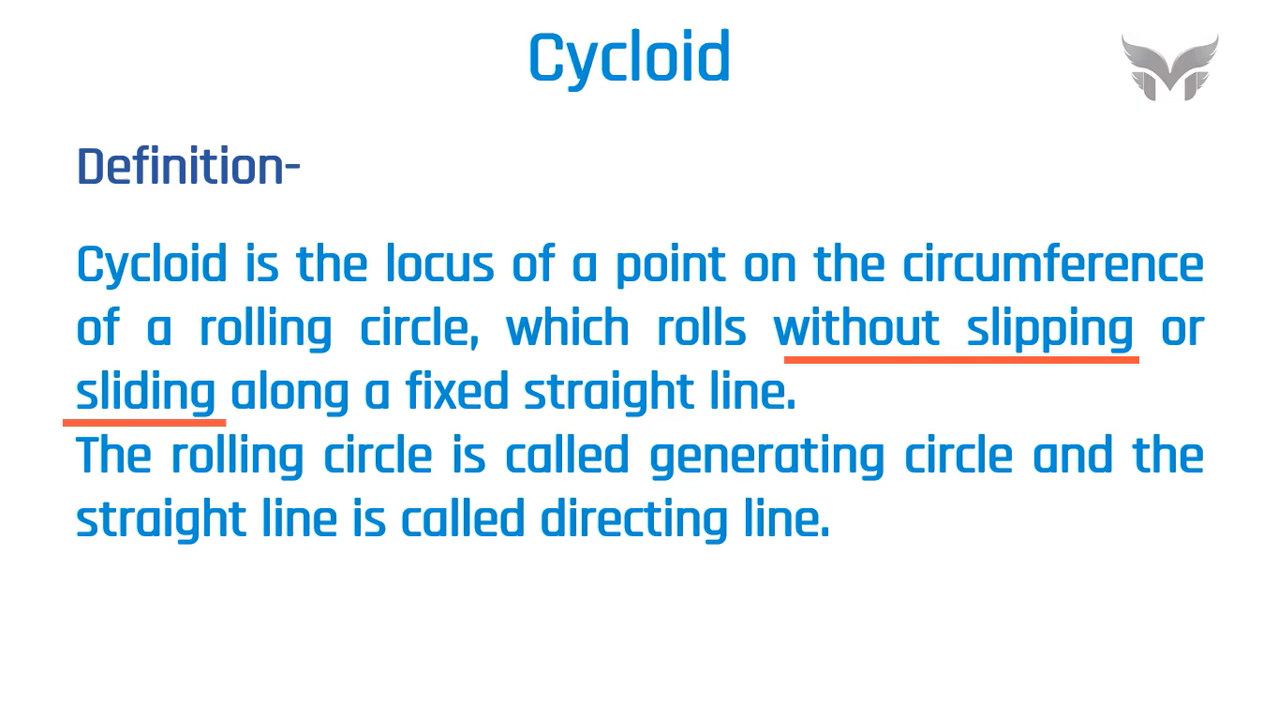 Cycloid
Definition-
Cycloid is the locus of a point on the circumference
of a rolling circle, which rolls without slipping or
sliding along a fixed straight line.
The rolling circle is called generating circle and the
straight line is called directing line.